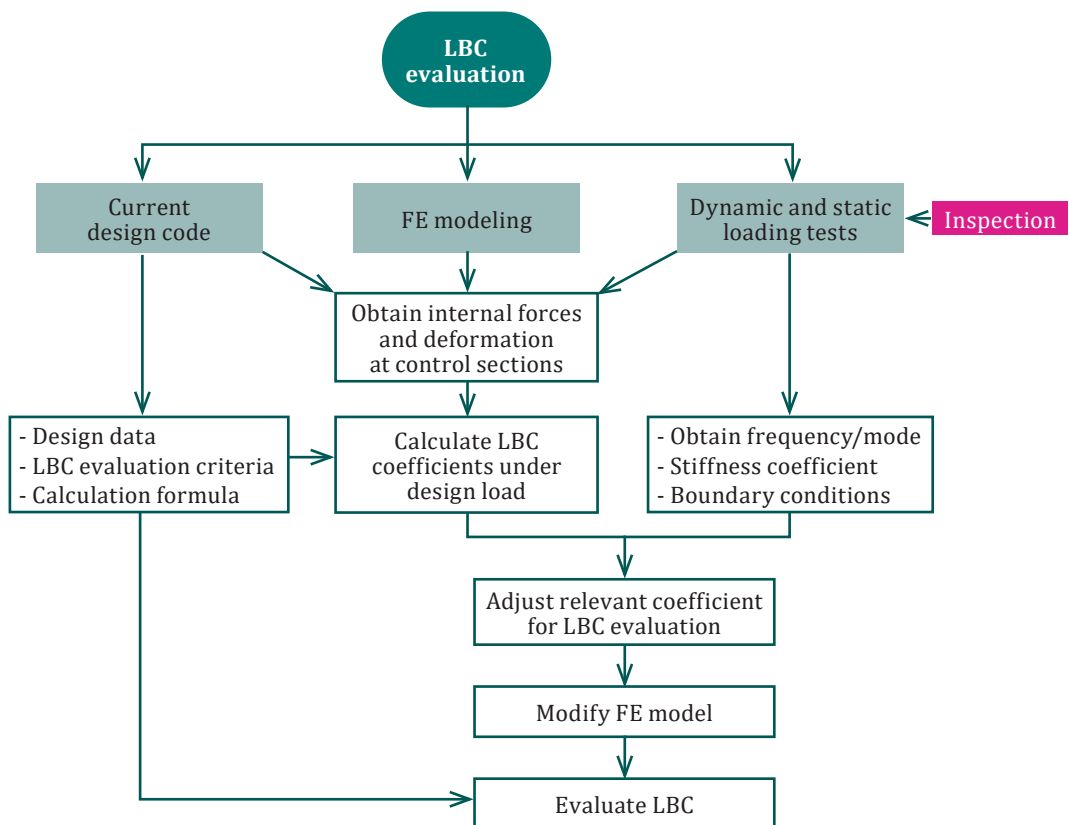 LBC
evaluation
Current
design code
FE modeling
Dynamic and static
loading tests
Inspection
Obtain internal forces
and deformation
at control sections
- Design data
- LBC evaluation criteria
- Calculation formula
Calculate LBC
coefficients under
design load
- Obtain frequency/mode
- Stiffness coefficient
- Boundary conditions
Adjust relevant coefficient
for LBC evaluation
Modify FE model
Evaluate LBC